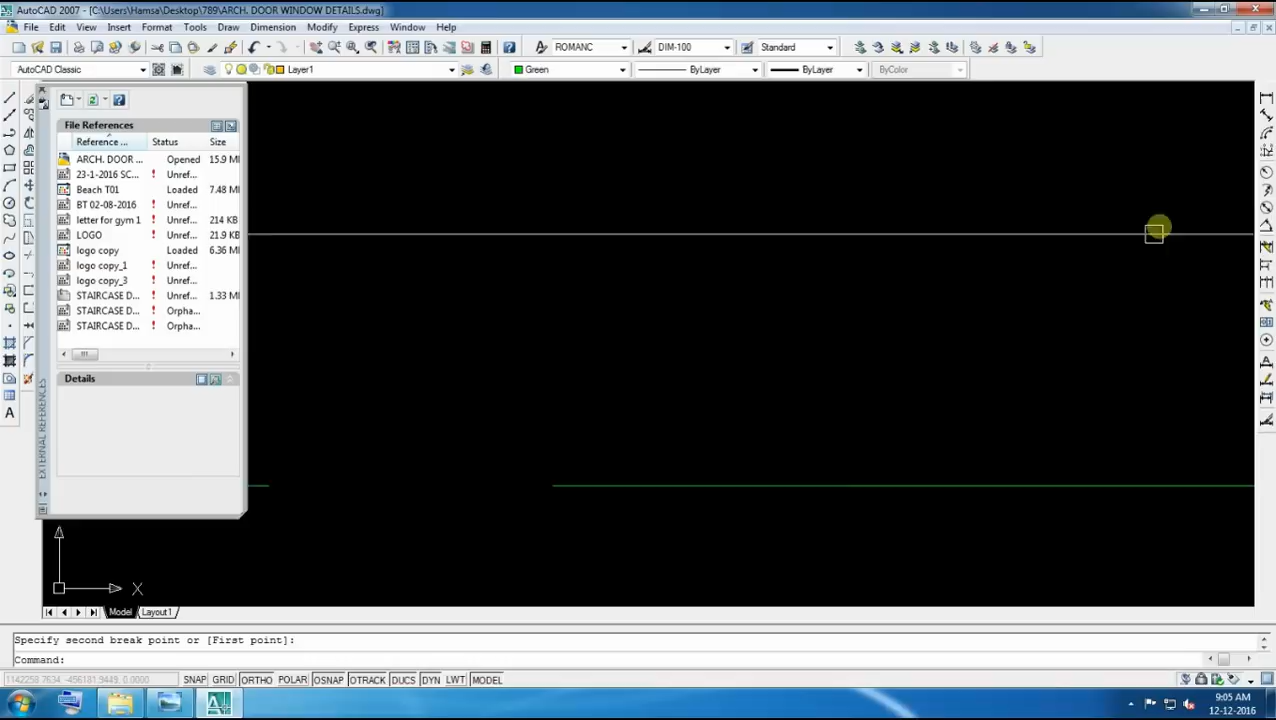 AutoCAD 2007 - [C:\Users\Hamsa\Desktop\789\ARCH. DOOR WINDOW DETAILS.dwg]
File Edit View Insert Format Tools Draw Dimension Modify Express Window Help
ROMANC DIM-100 Standard
AutoCAD Classic Layer1 Green ByLayer ByLayer ByColor
File References
Reference ... Status Size
ARCH. DOOR ... Opened 15.9 M
23-1-2016 SC... ! Unref...
Beach T01 Loaded 7.48 M
BT 02-08-2016 ! Unref...
letter for gym 1 ! Unref... 214 KB
LOGO ! Unref... 21.9 K
logo copy Loaded 6.36 M
logo copy_1 ! Unref...
logo copy_3 ! Unref...
STAIRCASE D... ! Unref... 1.33 M
STAIRCASE D... ! Orpha...
STAIRCASE D... ! Orpha...
Details
EXTERNAL REFERENCES
X
Model Layout1
Specify second break point or [First point]:
Command:
1142259.7634, -456181.9449, 0.0000 SNAP GRID ORTHO POLAR OSNAP OTRACK DUCS DYN LWT MODEL
9:05 AM
12-12-2016